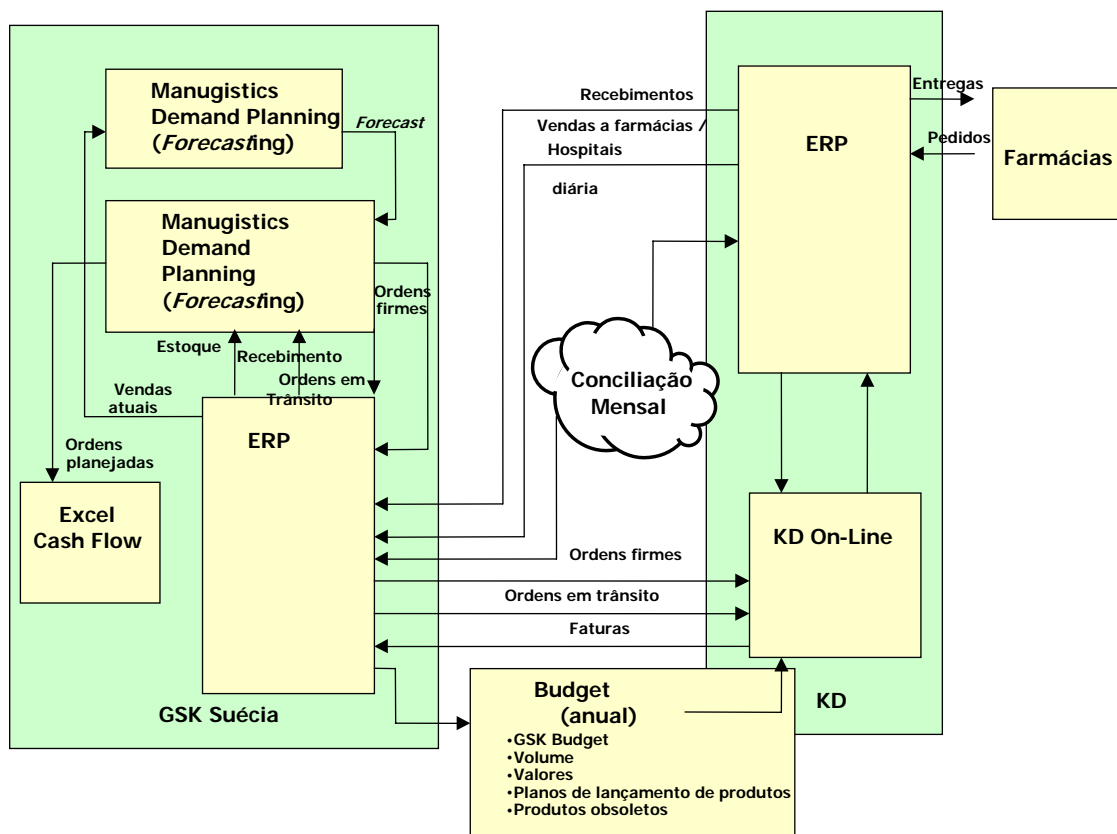 Manugistics
Demand Planning
(Forecasting)
Forecast
Manugistics
Demand
Planning
(Forecasting)
Ordens
firmes
Estoque
Recebimento
Ordens em
Trânsito
Vendas
atuais
ERP
Ordens
planejadas
Excel
Cash Flow
GSK Suécia
Recebimentos
Vendas a farmácias /
Hospitais
diária
Conciliação
Mensal
Ordens firmes
Ordens em trânsito
Faturas
ERP
Entregas
Pedidos
Farmácias
KD On-Line
KD
Budget
(anual)
•GSK Budget
•Volume
•Valores
•Planos de lançamento de produtos
•Produtos obsoletos